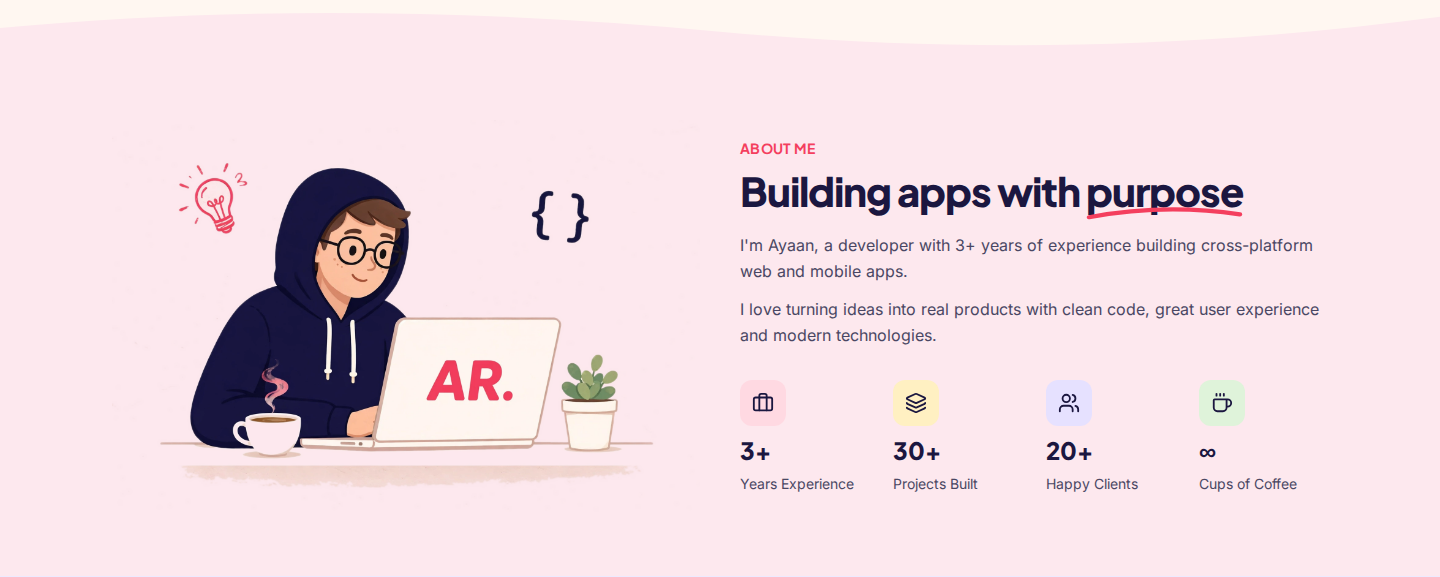 ABOUT ME
Building apps with purpose
I'm Ayaan, a developer with 3+ years of experience building cross-platform
web and mobile apps.
I love turning ideas into real products with clean code, great user experience
and modern technologies.
{ }
AR.
3+
Years Experience
30+
Projects Built
20+
Happy Clients
∞
Cups of Coffee